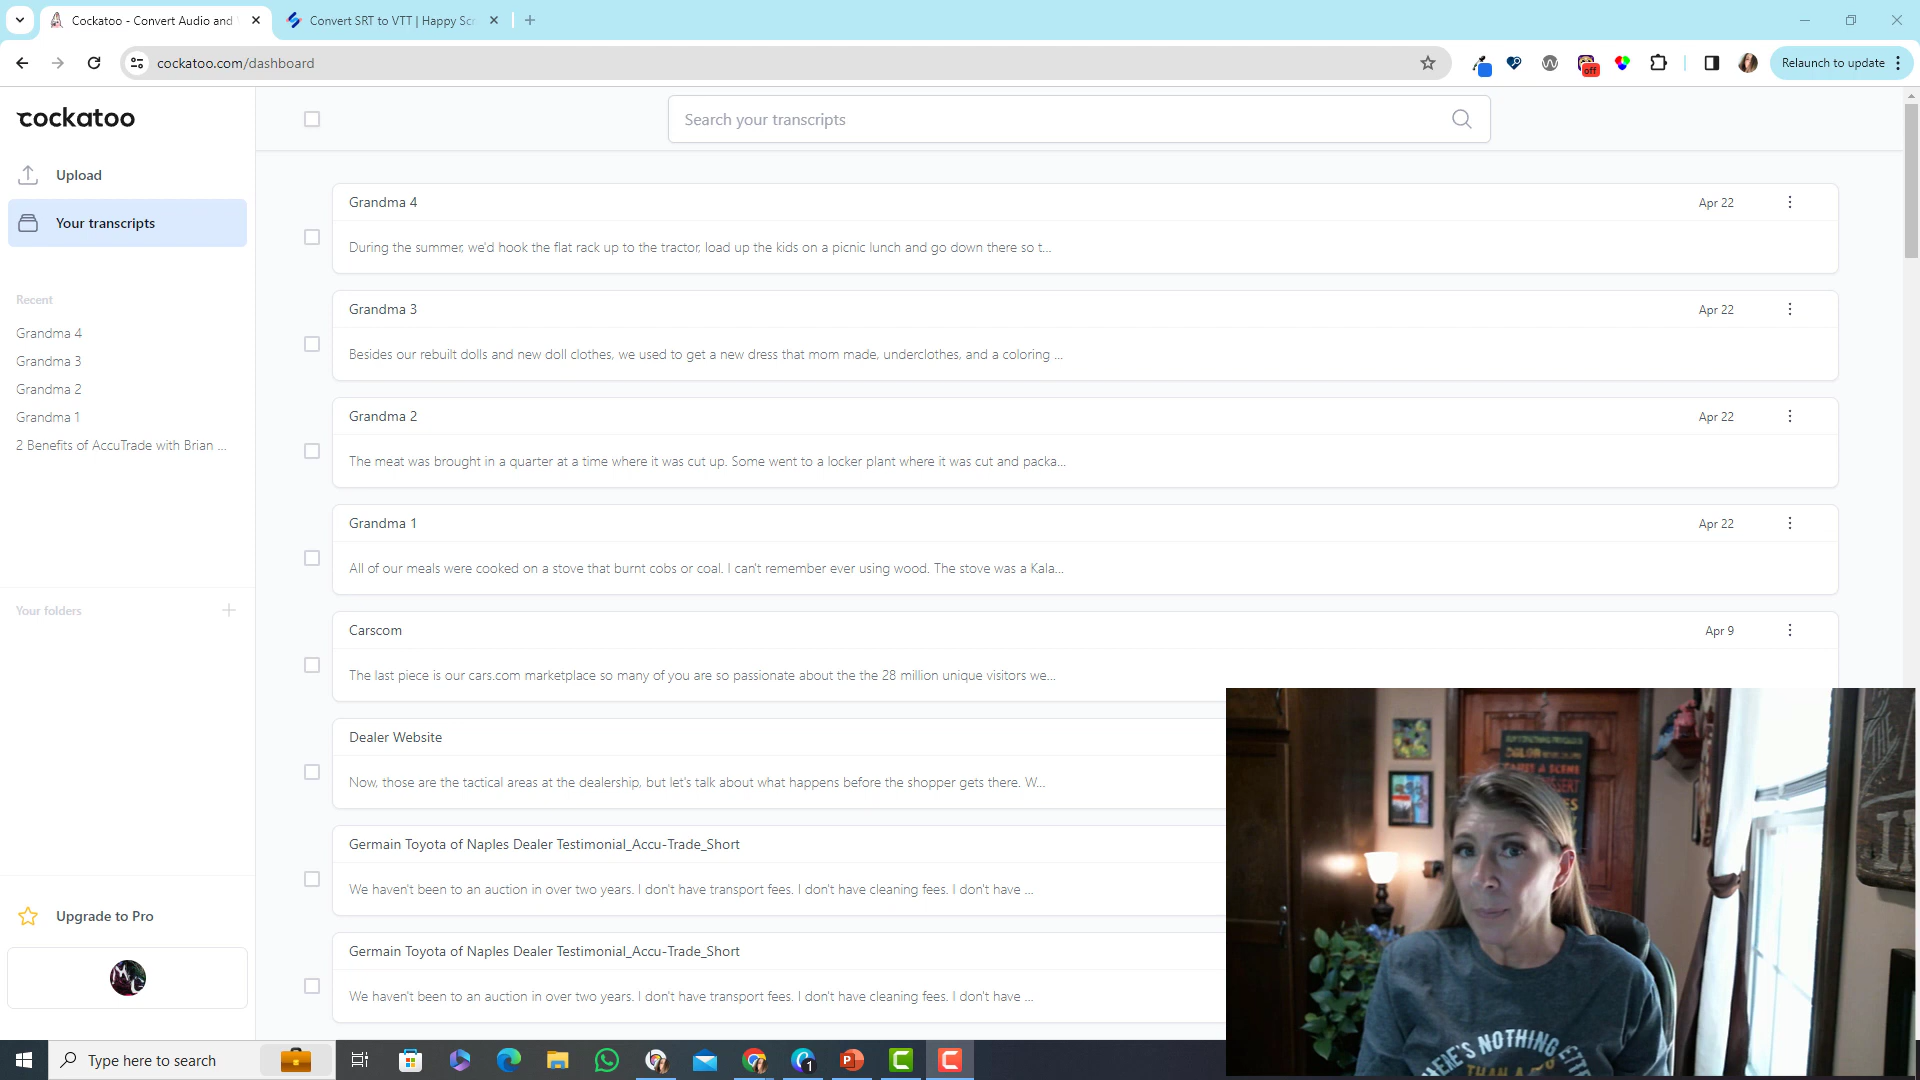 Cockatoo - Convert Audio and
Convert SRT to VTT | Happy Scr
cockatoo.com/dashboard
off
Relaunch to update
cockatoo
Search your transcripts
Upload
Your transcripts
Recent
Grandma 4
Grandma 3
Grandma 2
Grandma 1
2 Benefits of AccuTrade with Brian ...
Your folders
Upgrade to Pro
Grandma 4
Apr 22
During the summer, we'd hook the flat rack up to the tractor, load up the kids on a picnic lunch and go down there so t...
Grandma 3
Apr 22
Besides our rebuilt dolls and new doll clothes, we used to get a new dress that mom made, underclothes, and a coloring ...
Grandma 2
Apr 22
The meat was brought in a quarter at a time where it was cut up. Some went to a locker plant where it was cut and packa...
Grandma 1
Apr 22
All of our meals were cooked on a stove that burnt cobs or coal. I can't remember ever using wood. The stove was a Kala...
Carscom
Apr 9
The last piece is our cars.com marketplace so many of you are so passionate about the the 28 million unique visitors we...
Dealer Website
Now, those are the tactical areas at the dealership, but let's talk about what happens before the shopper gets there. W...
Germain Toyota of Naples Dealer Testimonial_Accu-Trade_Short
We haven't been to an auction in over two years. I don't have transport fees. I don't have cleaning fees. I don't have ...
Germain Toyota of Naples Dealer Testimonial_Accu-Trade_Short
We haven't been to an auction in over two years. I don't have transport fees. I don't have cleaning fees. I don't have ...
NOTHING
THAN A
Type here to search
1